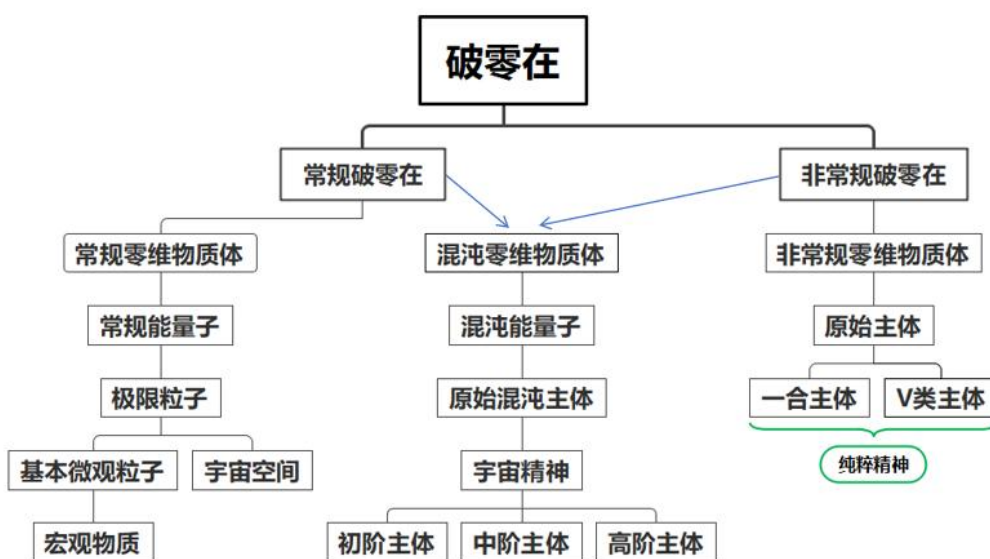 破零在
常规破零在
非常规破零在
常规零维物质体
混沌零维物质体
非常规零维物质体
常规能量子
混沌能量子
原始主体
极限粒子
原始混沌主体
一合主体
V类主体
基本微观粒子
宇宙空间
宇宙精神
纯粹精神
宏观物质
初阶主体
中阶主体
高阶主体